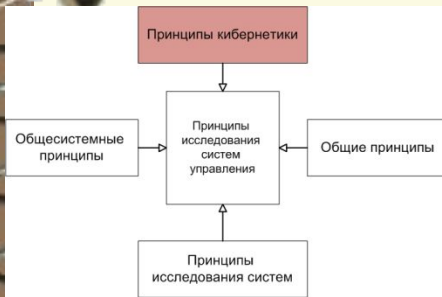 Принципы кибернетики
Общесистемные
принципы
Принципы
исследования
систем
управления
Общие принципы
Принципы
исследования систем